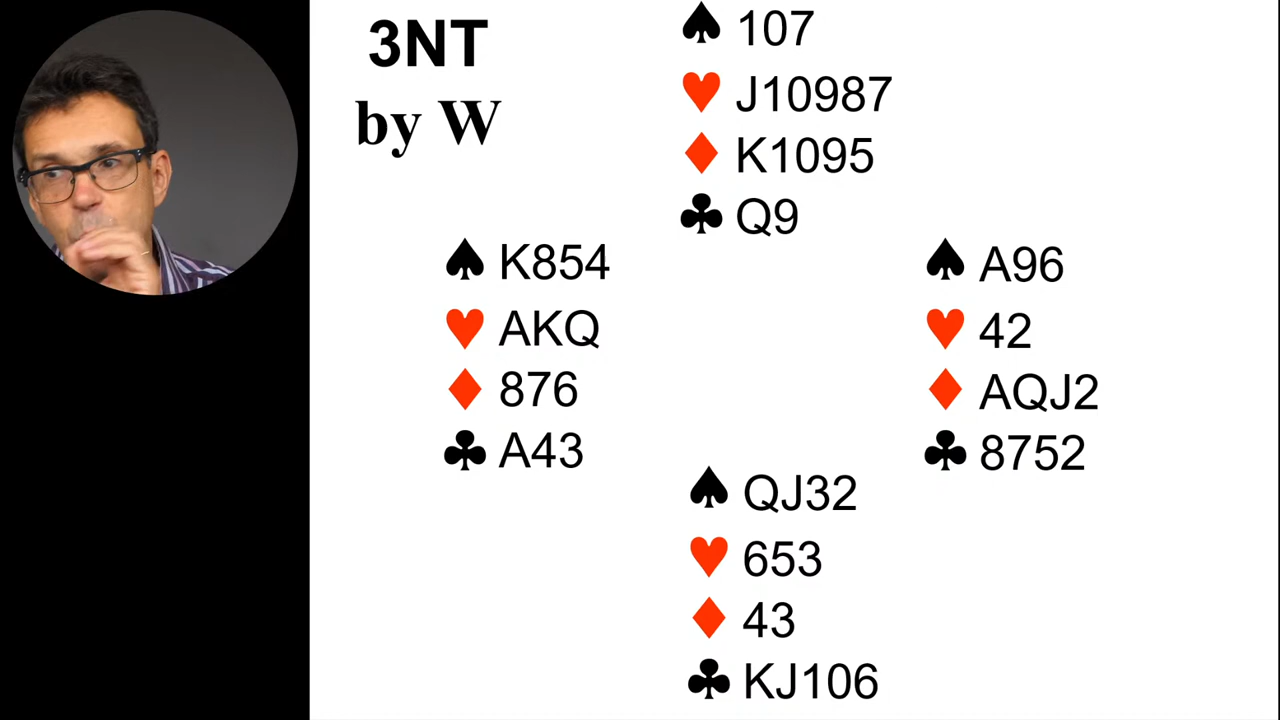 3NT
by W
♠ 107
♥ J10987
♦ K1095
♣ Q9
♠ K854
♥ AKQ
♦ 876
♣ A43
♠ A96
♥ 42
♦ AQJ2
♣ 8752
♠ QJ32
♥ 653
♦ 43
♣ KJ106